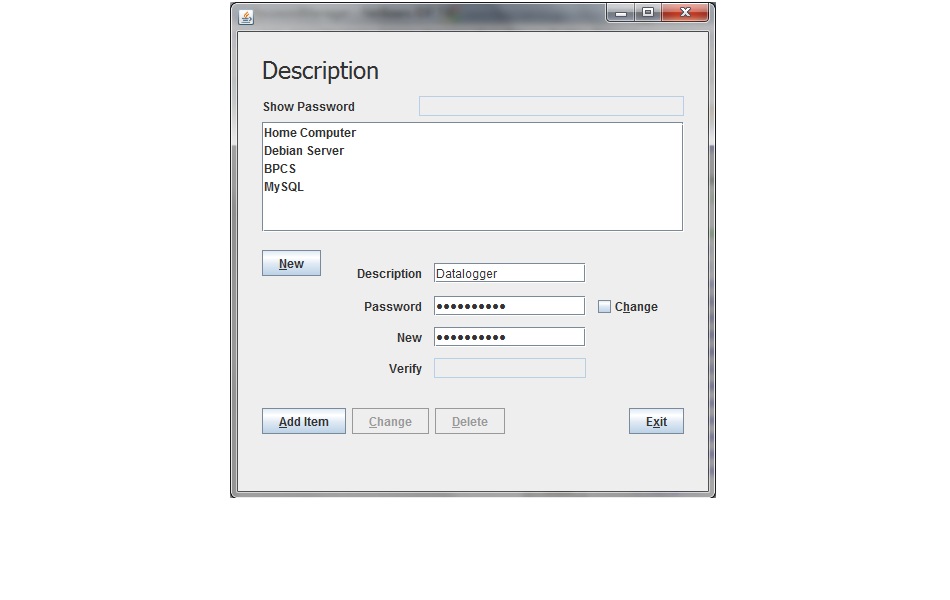 Description
Show Password
Home Computer
Debian Server
BPCS
MySQL
New
Description Datalogger
Password ●●●●●●●●●● Change
New ●●●●●●●●●●
Verify
Add Item Change Delete Exit